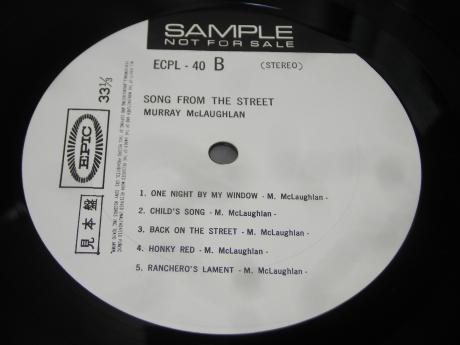 SAMPLE
NOT FOR SALE
ECPL - 40 B
(STEREO)
SONG FROM THE STREET
MURRAY McLAUGHLAN
33 1/3
EPIC
見本盤
1. ONE NIGHT BY MY WINDOW - M. McLaughlan -
2. CHILD'S SONG - M. McLaughlan -
3. BACK ON THE STREET - M. McLaughlan -
4. HONKY RED - M. McLaughlan -
5. RANCHERO'S LAMENT - M. McLaughlan -